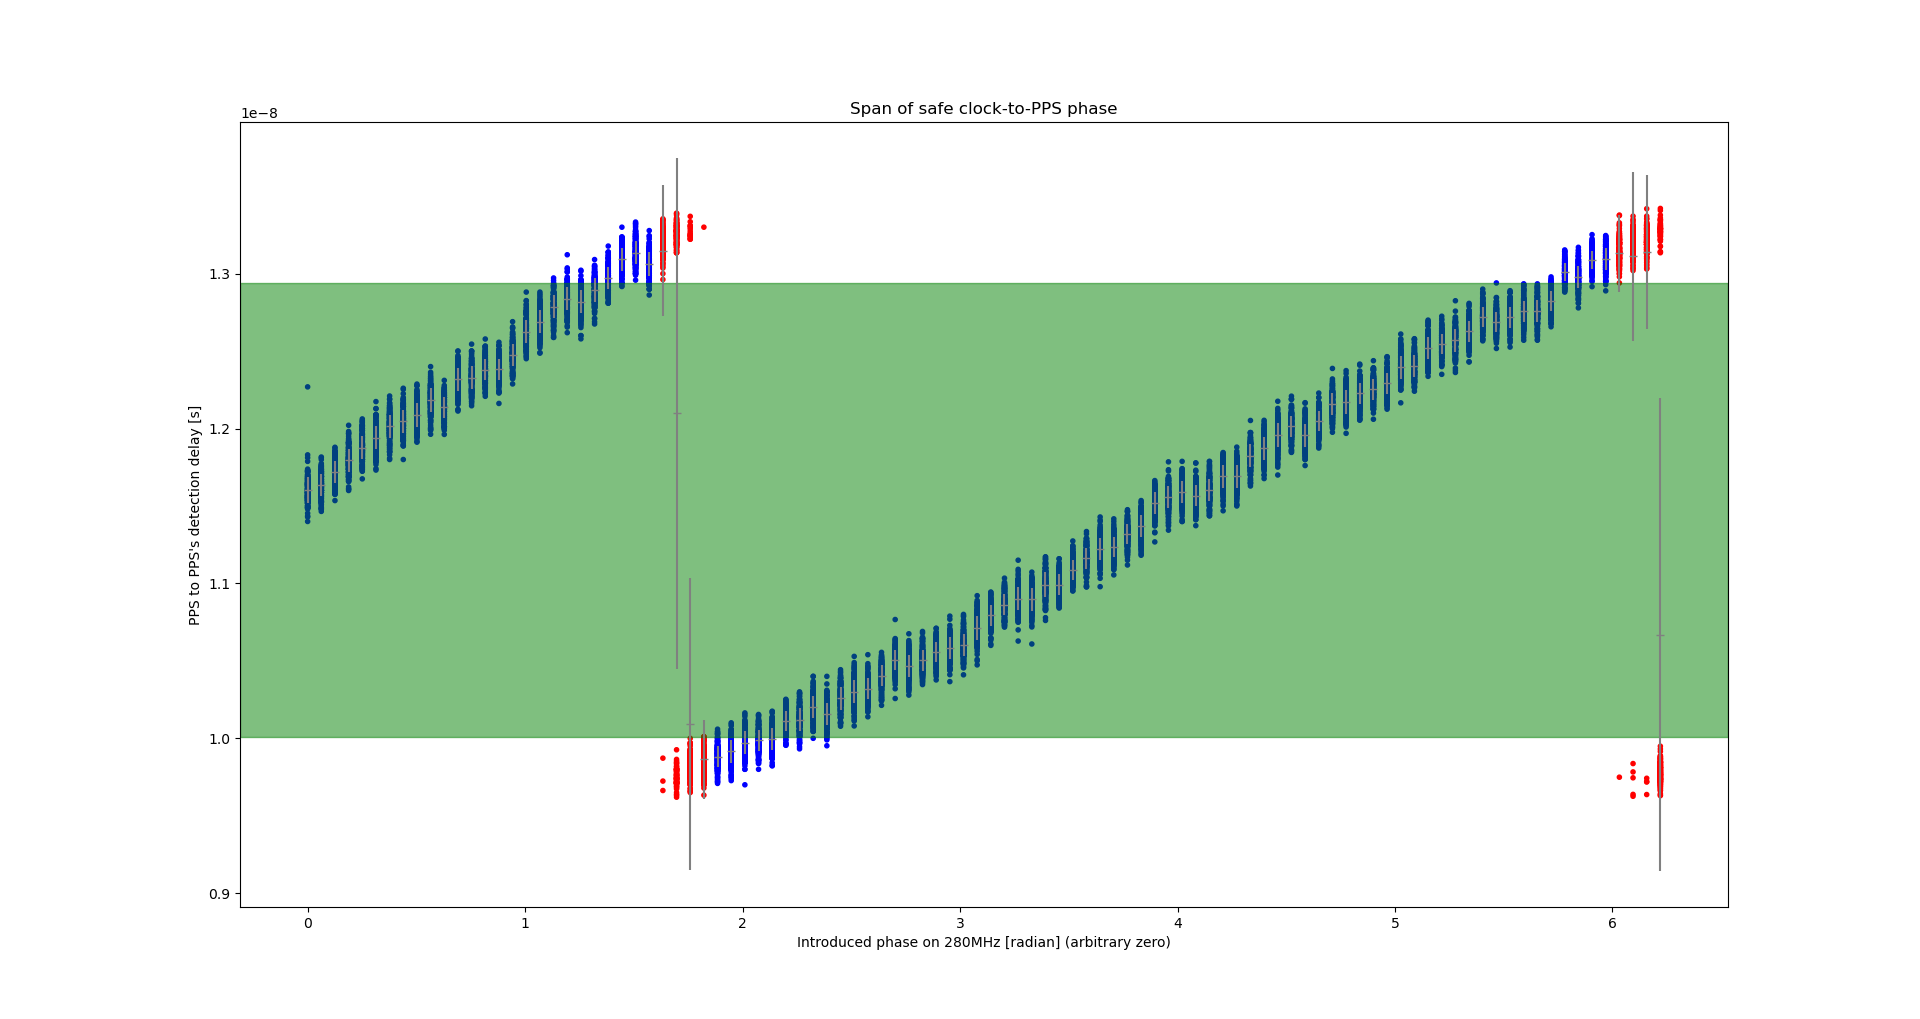 Span of safe clock-to-PPS phase
1e−8
1.3
1.2
1.1
1.0
0.9
PPS to PPS's detection delay [s]
0 1 2 3 4 5 6
Introduced phase on 280MHz [radian] (arbitrary zero)